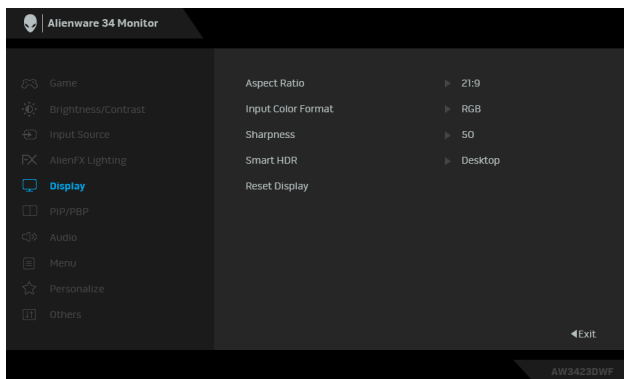 Alienware 34 Monitor
Game
Aspect Ratio 21:9
Brightness/Contrast
Input Color Format RGB
Input Source
Sharpness 50
AlienFX Lighting
Smart HDR Desktop
Display
Reset Display
PIP/PBP
Audio
Menu
Personalize
Others
Exit
AW3423DWF